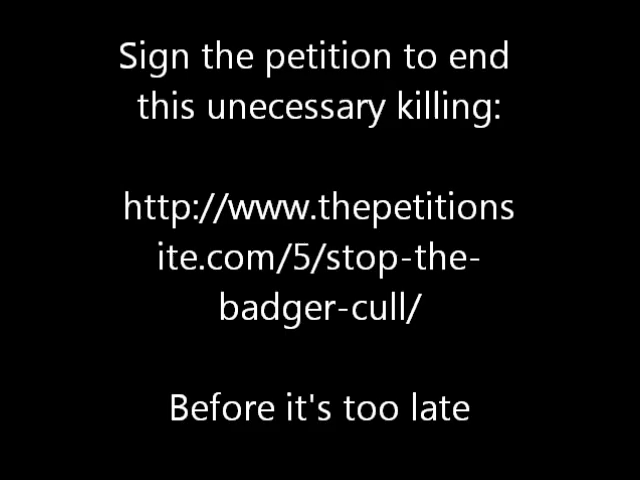 Sign the petition to end
this unecessary killing:
http://www.thepetitions
ite.com/5/stop-the-
badger-cull/
Before it's too late